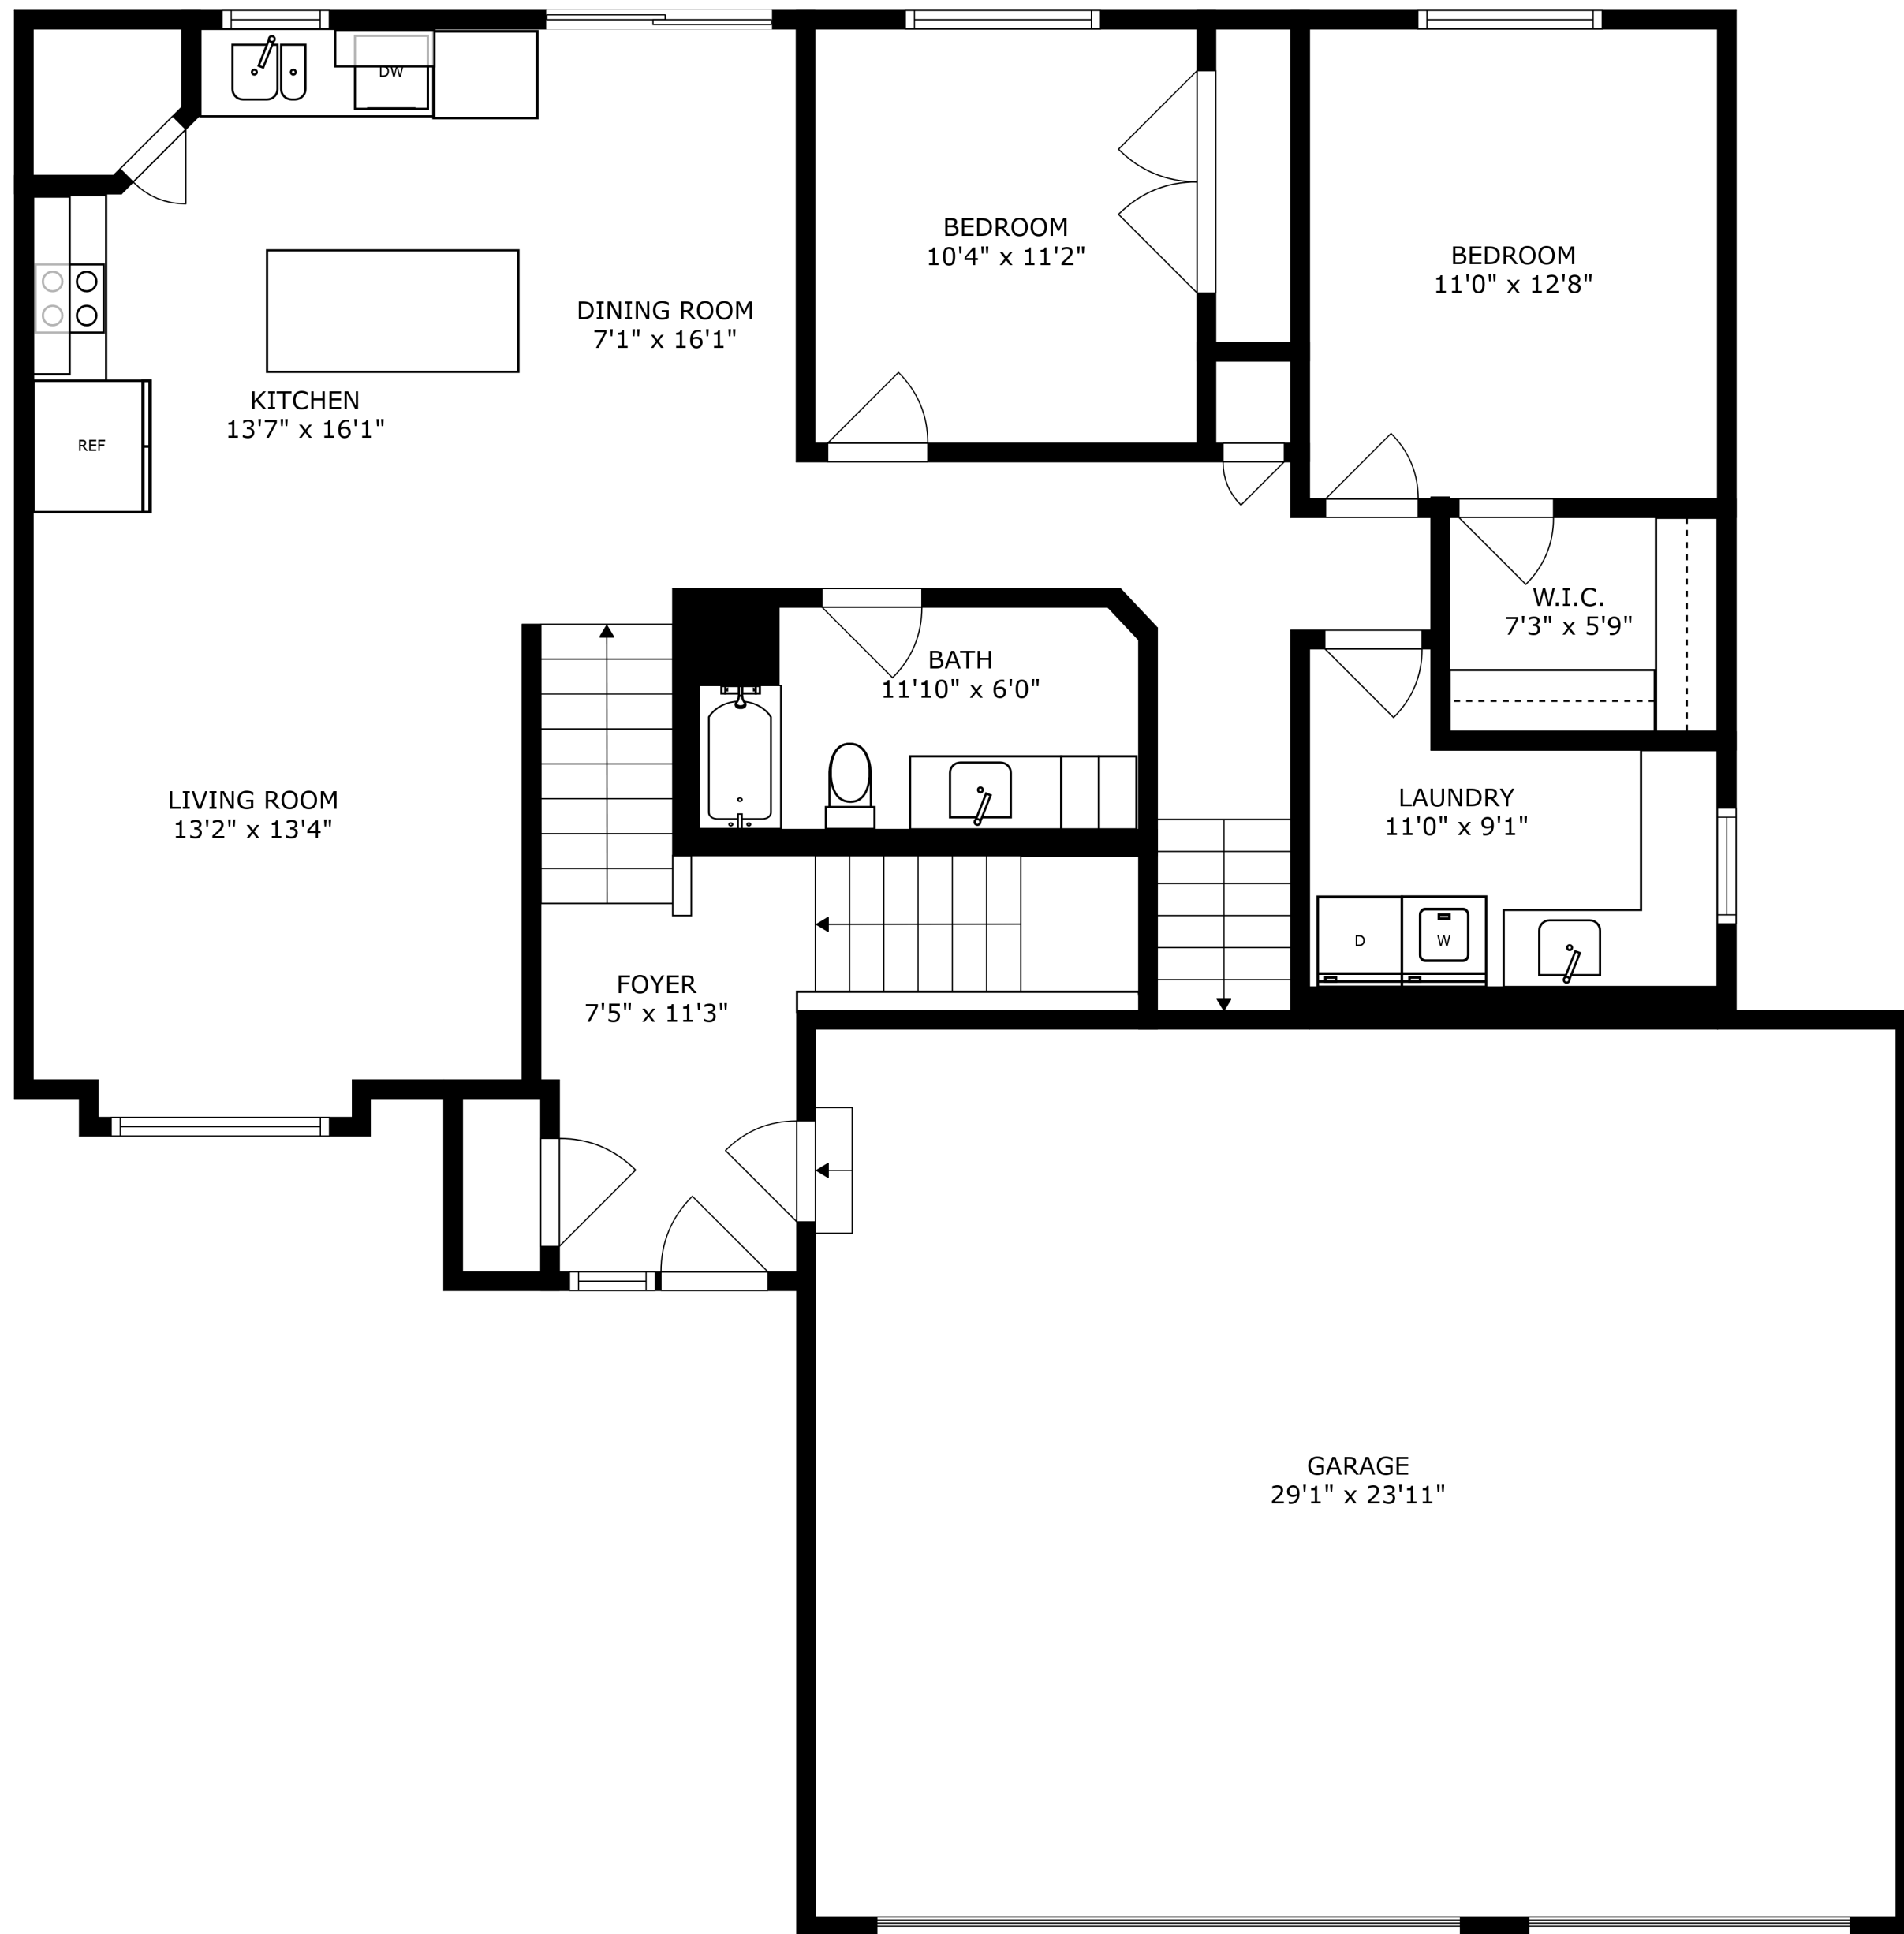 DW
BEDROOM
10'4" x 11'2"
BEDROOM
11'0" x 12'8"
DINING ROOM
7'1" x 16'1"
KITCHEN
13'7" x 16'1"
REF
W.I.C.
7'3" x 5'9"
BATH
11'10" x 6'0"
LIVING ROOM
13'2" x 13'4"
LAUNDRY
11'0" x 9'1"
D
W
FOYER
7'5" x 11'3"
GARAGE
29'1" x 23'11"